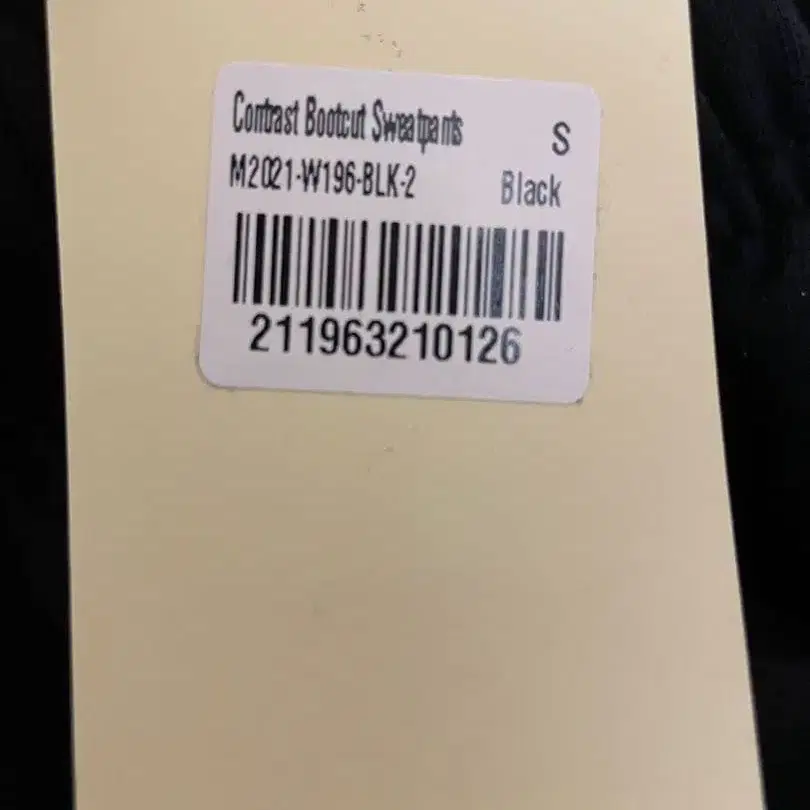 Contrast Bootcut Sweatpants S
M2021-W196-BLK-2 Black
211963210126